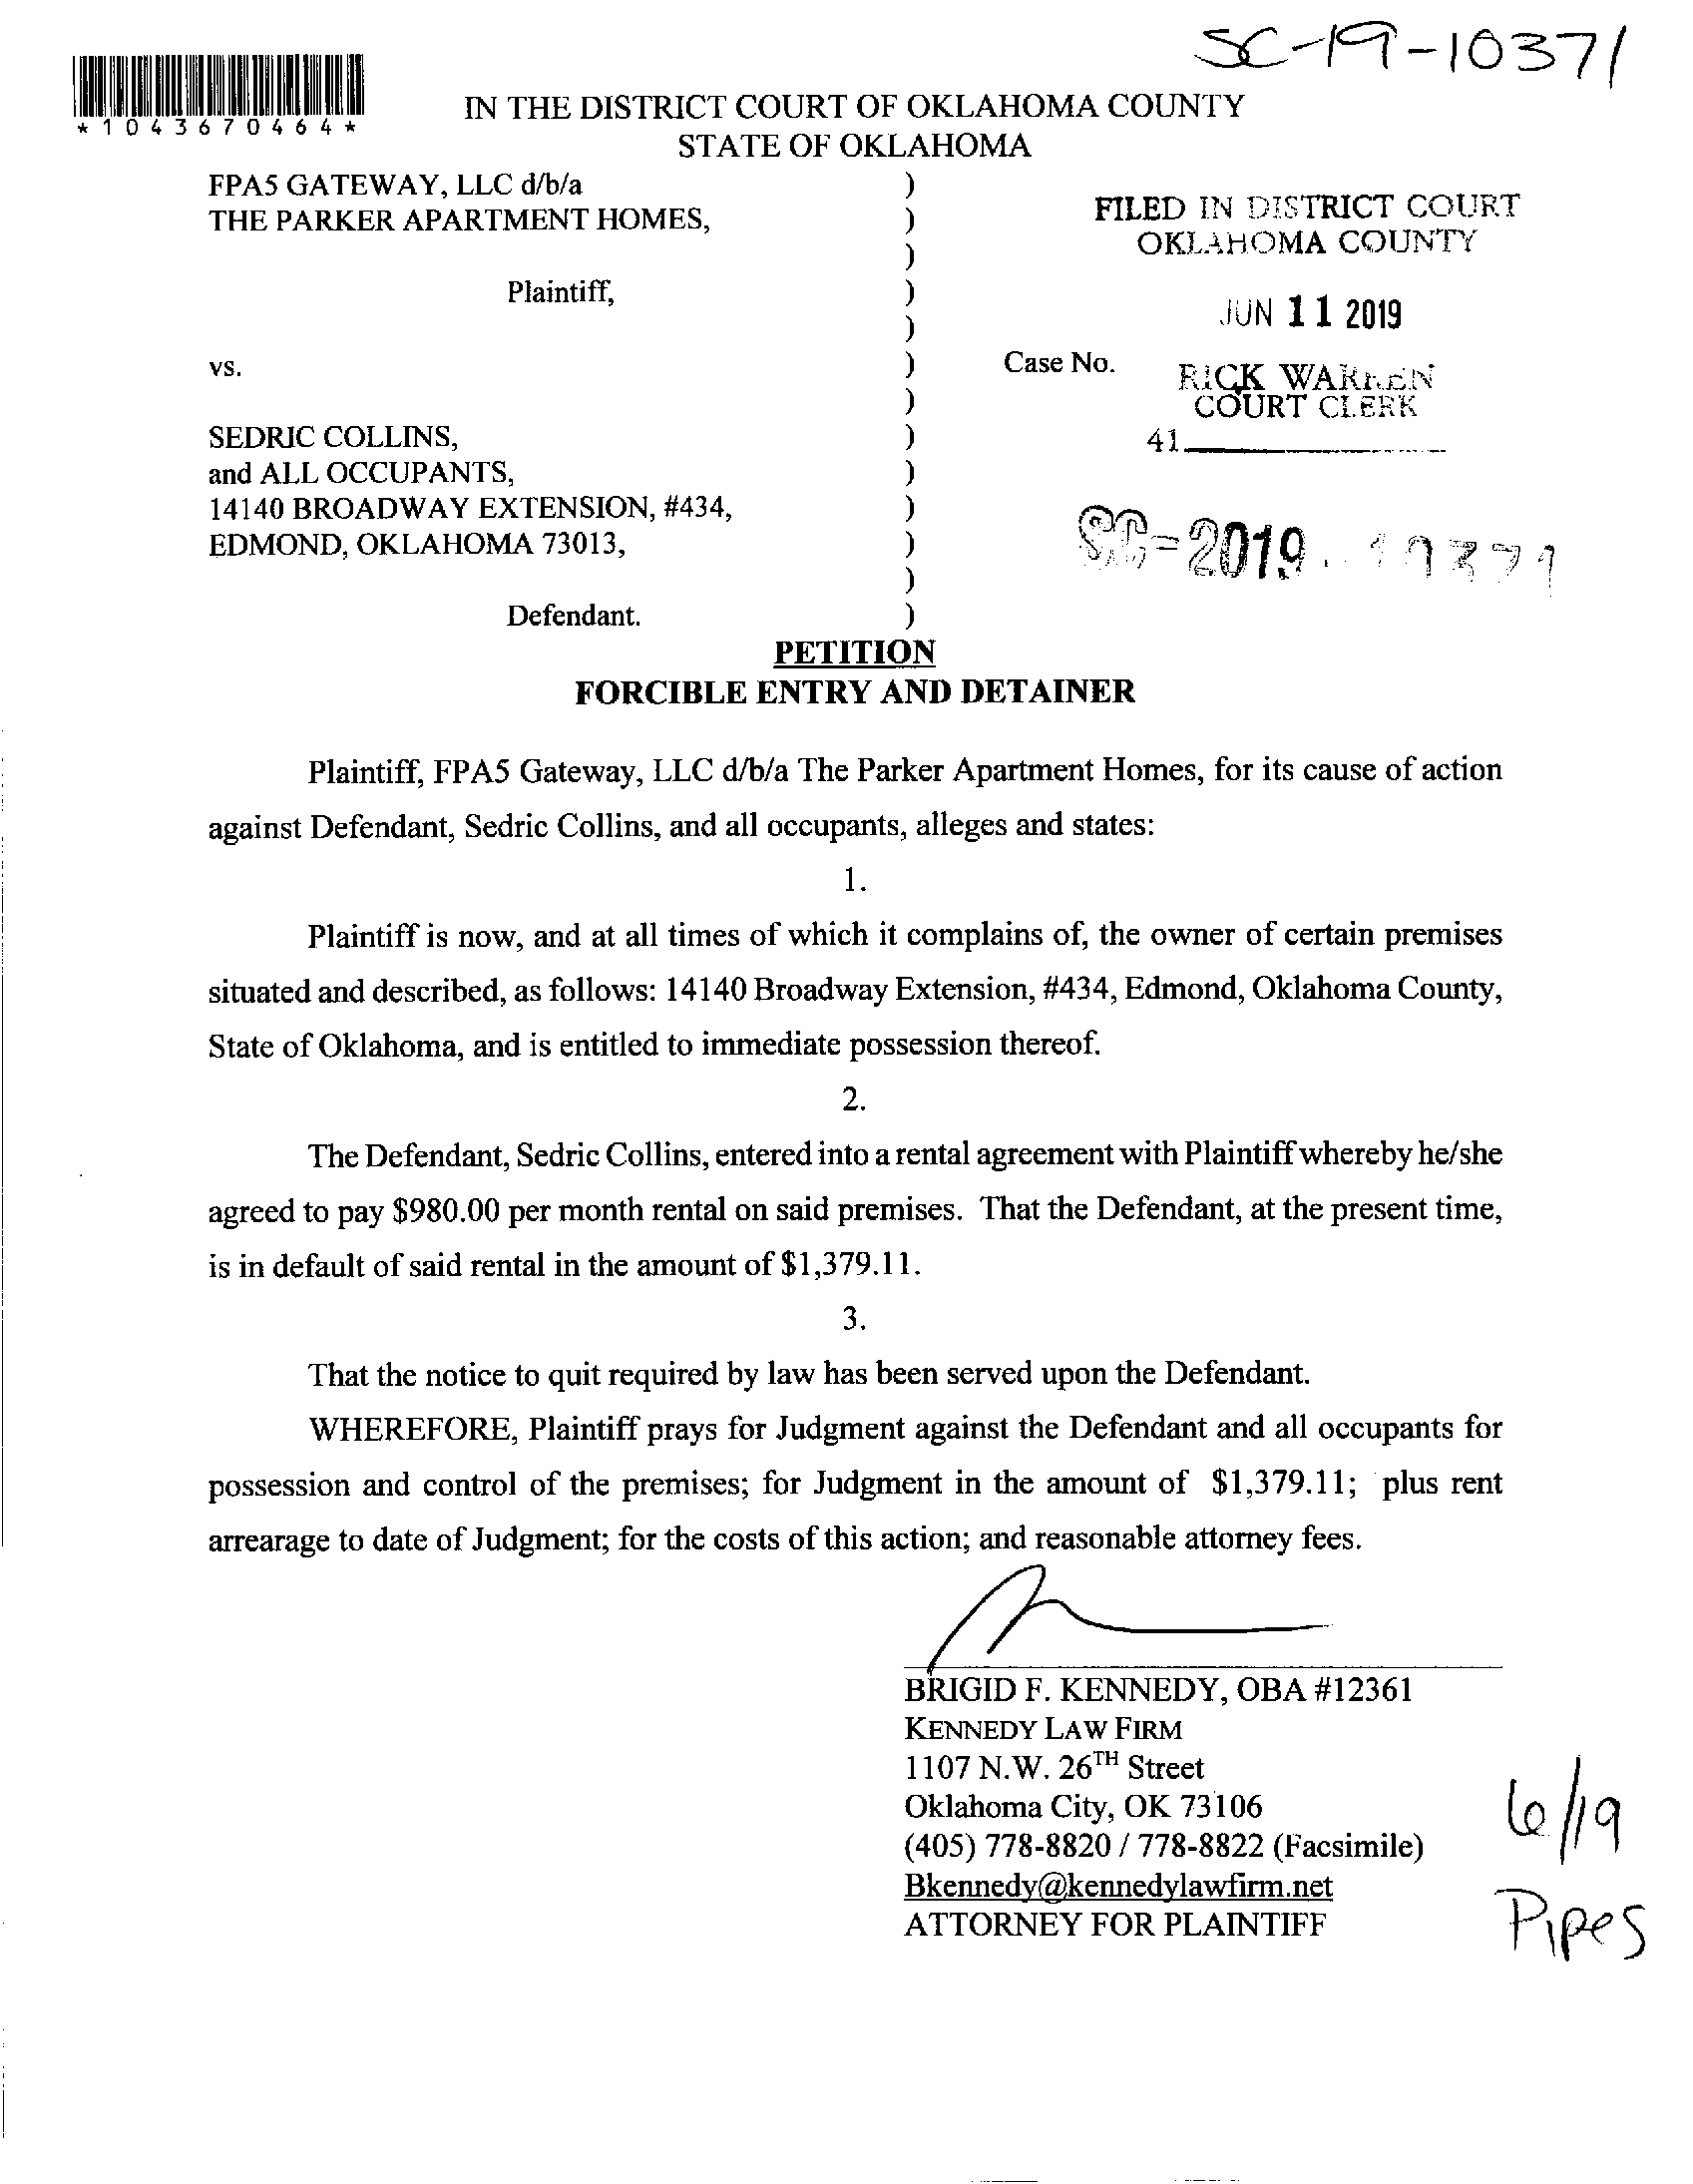 SC-19-10371
*1043670464*
IN THE DISTRICT COURT OF OKLAHOMA COUNTY
STATE OF OKLAHOMA
FPA5 GATEWAY, LLC d/b/a )
THE PARKER APARTMENT HOMES, )
)
Plaintiff, )
)
vs. )
)
SEDRIC COLLINS, )
and ALL OCCUPANTS, )
14140 BROADWAY EXTENSION, #434, )
EDMOND, OKLAHOMA 73013, )
)
Defendant. )
FILED IN DISTRICT COURT
OKLAHOMA COUNTY
JUN 11 2019
Case No.
RICK WARREN
COURT CLERK
41
SC-2019-10371
PETITION
FORCIBLE ENTRY AND DETAINER
Plaintiff, FPA5 Gateway, LLC d/b/a The Parker Apartment Homes, for its cause of action
against Defendant, Sedric Collins, and all occupants, alleges and states:
1.
Plaintiff is now, and at all times of which it complains of, the owner of certain premises
situated and described, as follows: 14140 Broadway Extension, #434, Edmond, Oklahoma County,
State of Oklahoma, and is entitled to immediate possession thereof.
2.
The Defendant, Sedric Collins, entered into a rental agreement with Plaintiff whereby he/she
agreed to pay $980.00 per month rental on said premises. That the Defendant, at the present time,
is in default of said rental in the amount of $1,379.11.
3.
That the notice to quit required by law has been served upon the Defendant.
WHEREFORE, Plaintiff prays for Judgment against the Defendant and all occupants for
possession and control of the premises; for Judgment in the amount of $1,379.11; plus rent
arrearage to date of Judgment; for the costs of this action; and reasonable attorney fees.
BRIGID F. KENNEDY, OBA #12361
KENNEDY LAW FIRM
1107 N.W. 26TH Street
Oklahoma City, OK 73106
(405) 778-8820 / 778-8822 (Facsimile)
Bkennedy@kennedylawfirm.net
ATTORNEY FOR PLAINTIFF
6/19
Pipes